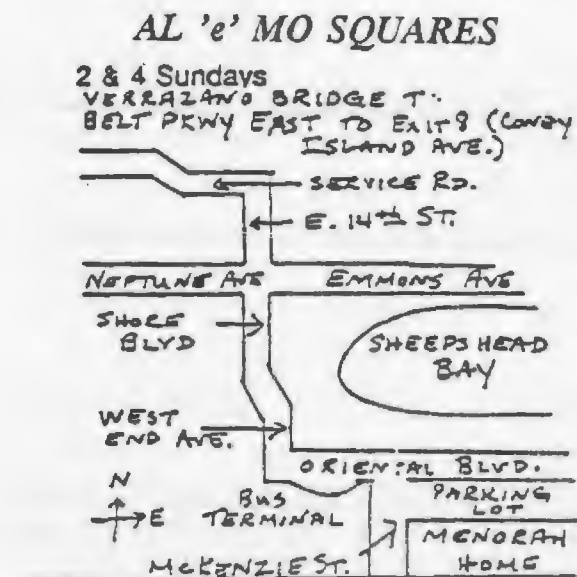 AL 'e' MO SQUARES
2 & 4 Sundays
VERRAZANO BRIDGE T.
BELT PKWY EAST TO EXIT 8 (CONEY
ISLAND AVE.)
SERVICE RD.
E. 14th ST.
NEPTUNE AVE EMMONS AVE
SHORE
BLVD
SHEEPSHEAD
BAY
WEST
END AVE.
ORIENTAL BLVD.
N
E
BUS
TERMINAL
PARKING
LOT
MENORAH
HOME
MCKENZIE ST.